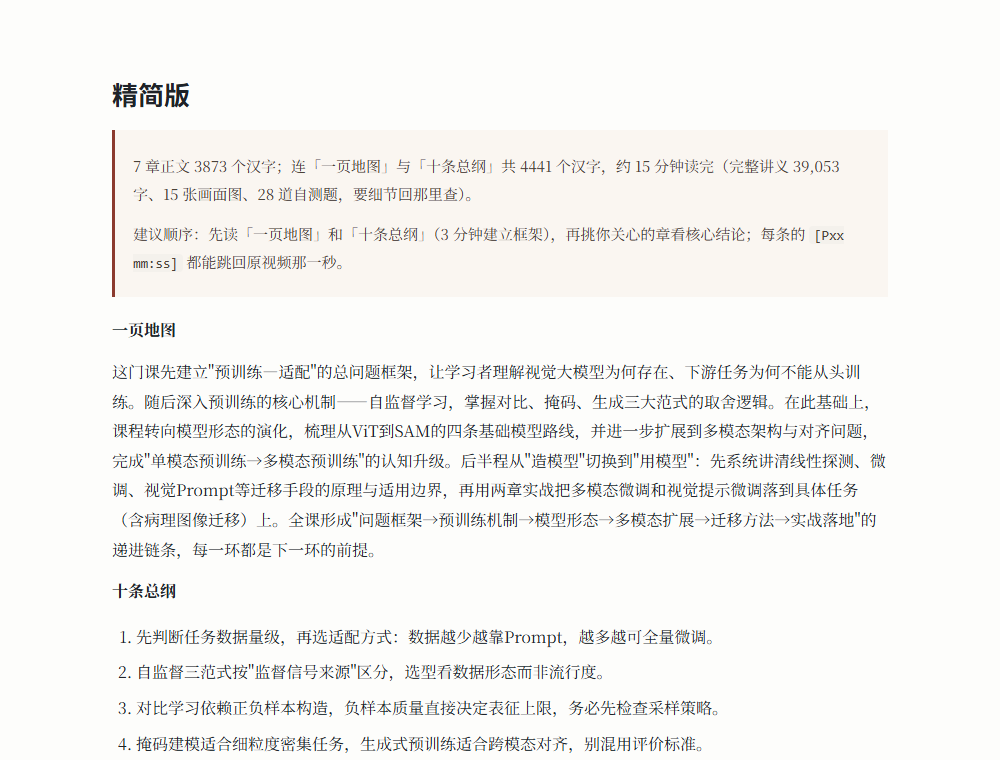 精简版
7 章正文 3873 个汉字；连「一页地图」与「十条总纲」共 4441 个汉字，约 15 分钟读完（完整讲义 39,053
字、15 张画面图、28 道自测题，要细节回那里查）。
建议顺序：先读「一页地图」和「十条总纲」（3 分钟建立框架），再挑你关心的章看核心结论；每条的 [Pxx
mm:ss] 都能跳回原视频那一秒。
一页地图
这门课先建立"预训练—适配"的总问题框架，让学习者理解视觉大模型为何存在、下游任务为何不能从头训
练。随后深入预训练的核心机制——自监督学习，掌握对比、掩码、生成三大范式的取舍逻辑。在此基础上，
课程转向模型形态的演化，梳理从ViT到SAM的四条基础模型路线，并进一步扩展到多模态架构与对齐问题，
完成"单模态预训练→多模态预训练"的认知升级。后半程从"造模型"切换到"用模型"：先系统讲清线性探测、微
调、视觉Prompt等迁移手段的原理与适用边界，再用两章实战把多模态微调和视觉提示微调落到具体任务
（含病理图像迁移）上。全课形成"问题框架→预训练机制→模型形态→多模态扩展→迁移方法→实战落地"的
递进链条，每一环都是下一环的前提。
十条总纲
1. 先判断任务数据量级，再选适配方式：数据越少越靠Prompt，越多越可全量微调。
2. 自监督三范式按"监督信号来源"区分，选型看数据形态而非流行度。
3. 对比学习依赖正负样本构造，负样本质量直接决定表征上限，务必先检查采样策略。
4. 掩码建模适合细粒度密集任务，生成式预训练适合跨模态对齐，别混用评价标准。